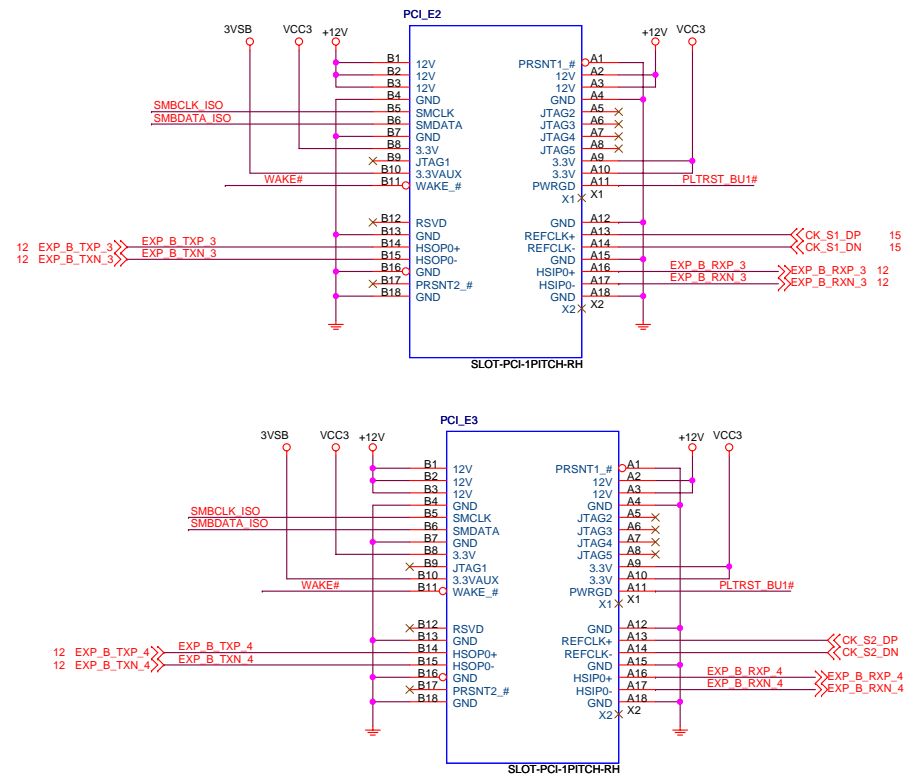 PCI_E2
3VSB VCC3 +12V +12V VCC3
B1 12V PRSNT1_# A1
B2 12V 12V A2
B3 12V 12V A3
B4 GND GND A4
SMBCLK_ISO B5 SMCLK JTAG2 A5
SMBDATA_ISO B6 SMDATA JTAG3 A6
B7 GND JTAG4 A7
B8 3.3V JTAG5 A8
B9 JTAG1 3.3V A9
B10 3.3VAUX 3.3V A10
WAKE# B11 WAKE_# PWRGD A11 PLTRST_BU1#
X1 X1
B12 RSVD GND A12
B13 GND REFCLK+ A13 CK_S1_DP 15
12 EXP_B_TXP_3 EXP_B_TXP_3 B14 HSOP0+ REFCLK- A14 CK_S1_DN 15
12 EXP_B_TXN_3 EXP_B_TXN_3 B15 HSOP0- GND A15
B16 GND HSIP0+ A16 EXP_B_RXP_3 EXP_B_RXP_3 12
B17 PRSNT2_# HSIP0- A17 EXP_B_RXN_3 EXP_B_RXN_3 12
B18 GND GND A18
X2 X2
SLOT-PCI-1PITCH-RH
PCI_E3
3VSB VCC3 +12V +12V VCC3
B1 12V PRSNT1_# A1
B2 12V 12V A2
B3 12V 12V A3
B4 GND GND A4
SMBCLK_ISO B5 SMCLK JTAG2 A5
SMBDATA_ISO B6 SMDATA JTAG3 A6
B7 GND JTAG4 A7
B8 3.3V JTAG5 A8
B9 JTAG1 3.3V A9
B10 3.3VAUX 3.3V A10
WAKE# B11 WAKE_# PWRGD A11 PLTRST_BU1#
X1 X1
B12 RSVD GND A12
B13 GND REFCLK+ A13 CK_S2_DP
12 EXP_B_TXP_4 EXP_B_TXP_4 B14 HSOP0+ REFCLK- A14 CK_S2_DN
12 EXP_B_TXN_4 EXP_B_TXN_4 B15 HSOP0- GND A15
B16 GND HSIP0+ A16 EXP_B_RXP_4 EXP_B_RXP_4
B17 PRSNT2_# HSIP0- A17 EXP_B_RXN_4 EXP_B_RXN_4
B18 GND GND A18
X2 X2
SLOT-PCI-1PITCH-RH